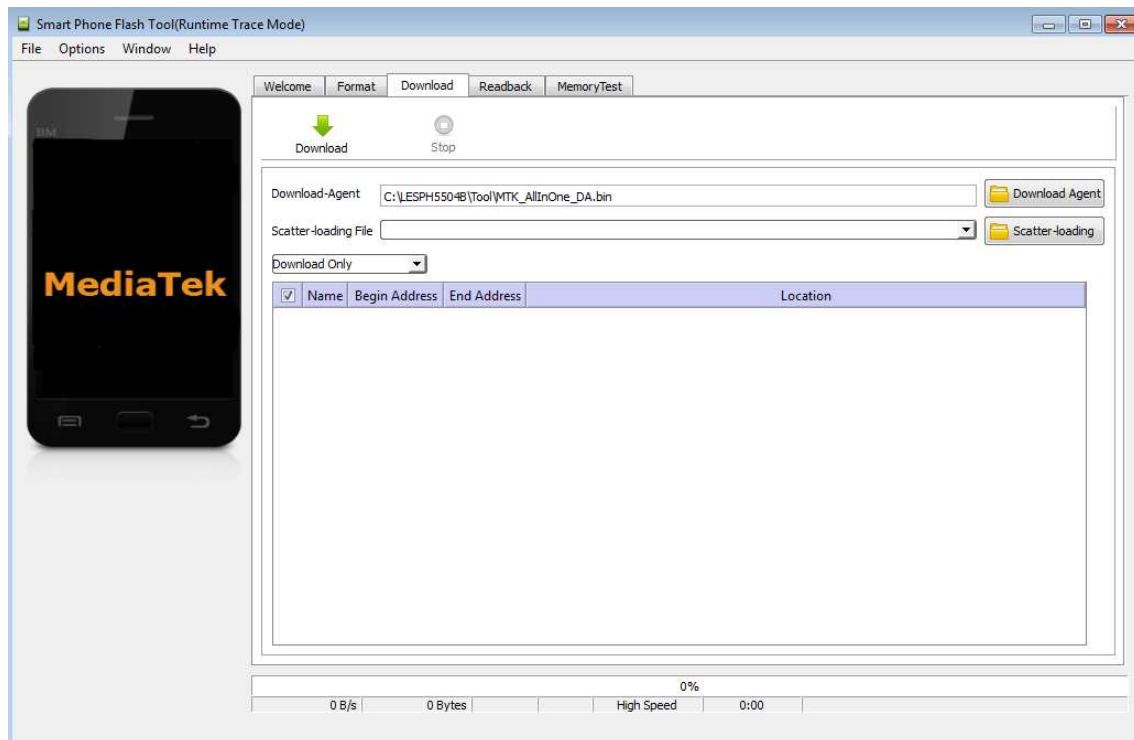 Smart Phone Flash Tool(Runtime Trace Mode)
File Options Window Help
Welcome Format Download Readback MemoryTest
BM
Download Stop
Download-Agent C:\LESPH5504B\Tool\MTK_AllInOne_DA.bin Download Agent
Scatter-loading File Scatter-loading
Download Only
MediaTek
Name Begin Address End Address Location
0%
0 B/s 0 Bytes High Speed 0:00